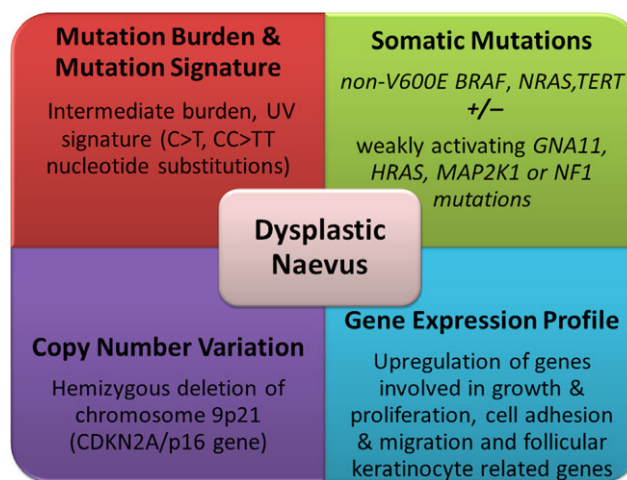 Mutation Burden &
Mutation Signature
Intermediate burden, UV
signature (C>T, CC>TT
nucleotide substitutions)
Somatic Mutations
non-V600E BRAF, NRAS,TERT
+/−
weakly activating GNA11,
HRAS, MAP2K1 or NF1
mutations
Dysplastic
Naevus
Copy Number Variation
Hemizygous deletion of
chromosome 9p21
(CDKN2A/p16 gene)
Gene Expression Profile
Upregulation of genes
involved in growth &
proliferation, cell adhesion
& migration and follicular
keratinocyte related genes